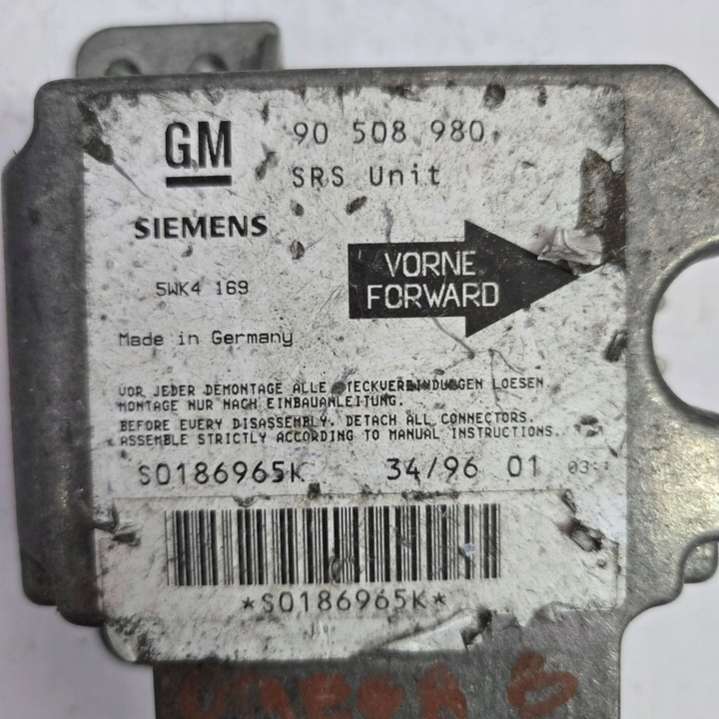 GM 90 508 980
SRS Unit
SIEMENS
VORNE
FORWARD
5WK4 169
Made in Germany
VOR JEDER DEMONTAGE ALLE STECKVERBINDUNGEN LOESEN
MONTAGE NUR NACH EINBAUANLEITUNG.
BEFORE EVERY DISASSEMBLY. DETACH ALL CONNECTORS.
ASSEMBLE STRICTLY ACCORDING TO MANUAL INSTRUCTIONS.
S0186965K 34/96 01
*S0186965K*